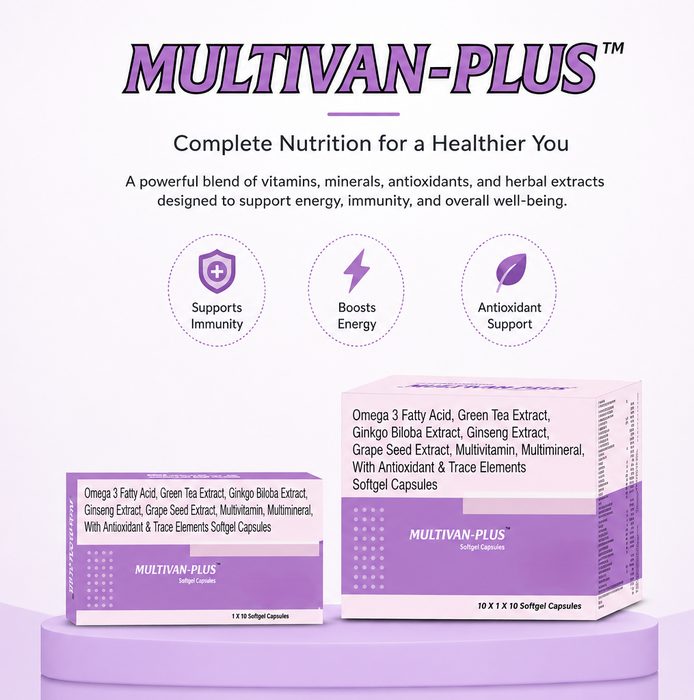 MULTIVAN-PLUS™
Complete Nutrition for a Healthier You
A powerful blend of vitamins, minerals, antioxidants, and herbal extracts
designed to support energy, immunity, and overall well-being.
Supports
Immunity
Boosts
Energy
Antioxidant
Support
Omega 3 Fatty Acid, Green Tea Extract, Ginkgo Biloba Extract,
Ginseng Extract, Grape Seed Extract, Multivitamin, Multimineral,
With Antioxidant & Trace Elements Softgel Capsules
MULTIVAN-PLUS™
Softgel Capsules
1 X 10 Softgel Capsules
MULTIVAN-PLUS
Omega 3 Fatty Acid, Green Tea Extract,
Ginkgo Biloba Extract, Ginseng Extract,
Grape Seed Extract, Multivitamin, Multimineral,
With Antioxidant & Trace Elements
Softgel Capsules
MULTIVAN-PLUS™
Softgel Capsules
10 X 1 X 10 Softgel Capsules